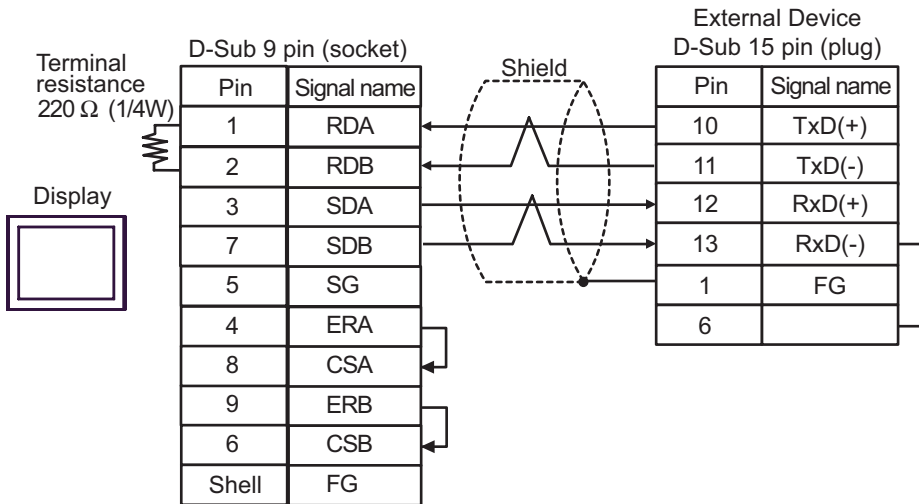 Terminal
resistance
220 Ω (1/4W)
Display
D-Sub 9 pin (socket)
Pin Signal name
1 RDA
2 RDB
3 SDA
7 SDB
5 SG
4 ERA
8 CSA
9 ERB
6 CSB
Shell FG
Shield
External Device
D-Sub 15 pin (plug)
Pin Signal name
10 TxD(+)
11 TxD(-)
12 RxD(+)
13 RxD(-)
1 FG
6